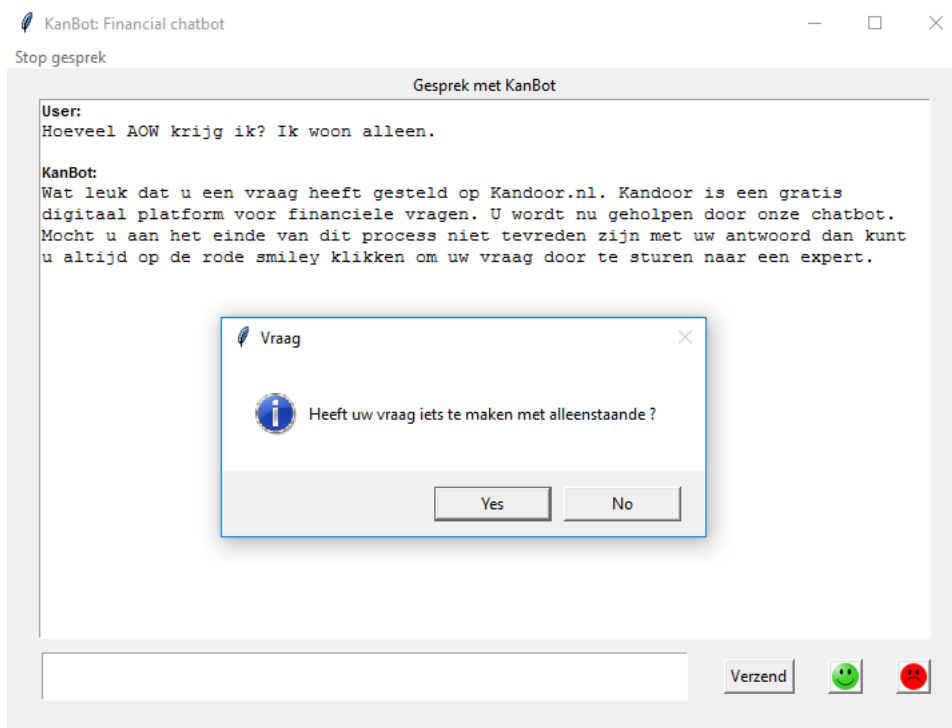 KanBot: Financial chatbot
Stop gesprek
Gesprek met KanBot
User:
Hoeveel AOW krijg ik? Ik woon alleen.
KanBot:
Wat leuk dat u een vraag heeft gesteld op Kandoor.nl. Kandoor is een gratis
digitaal platform voor financiele vragen. U wordt nu geholpen door onze chatbot.
Mocht u aan het einde van dit process niet tevreden zijn met uw antwoord dan kunt
u altijd op de rode smiley klikken om uw vraag door te sturen naar een expert.
Vraag
Heeft uw vraag iets te maken met alleenstaande ?
Yes No
Verzend